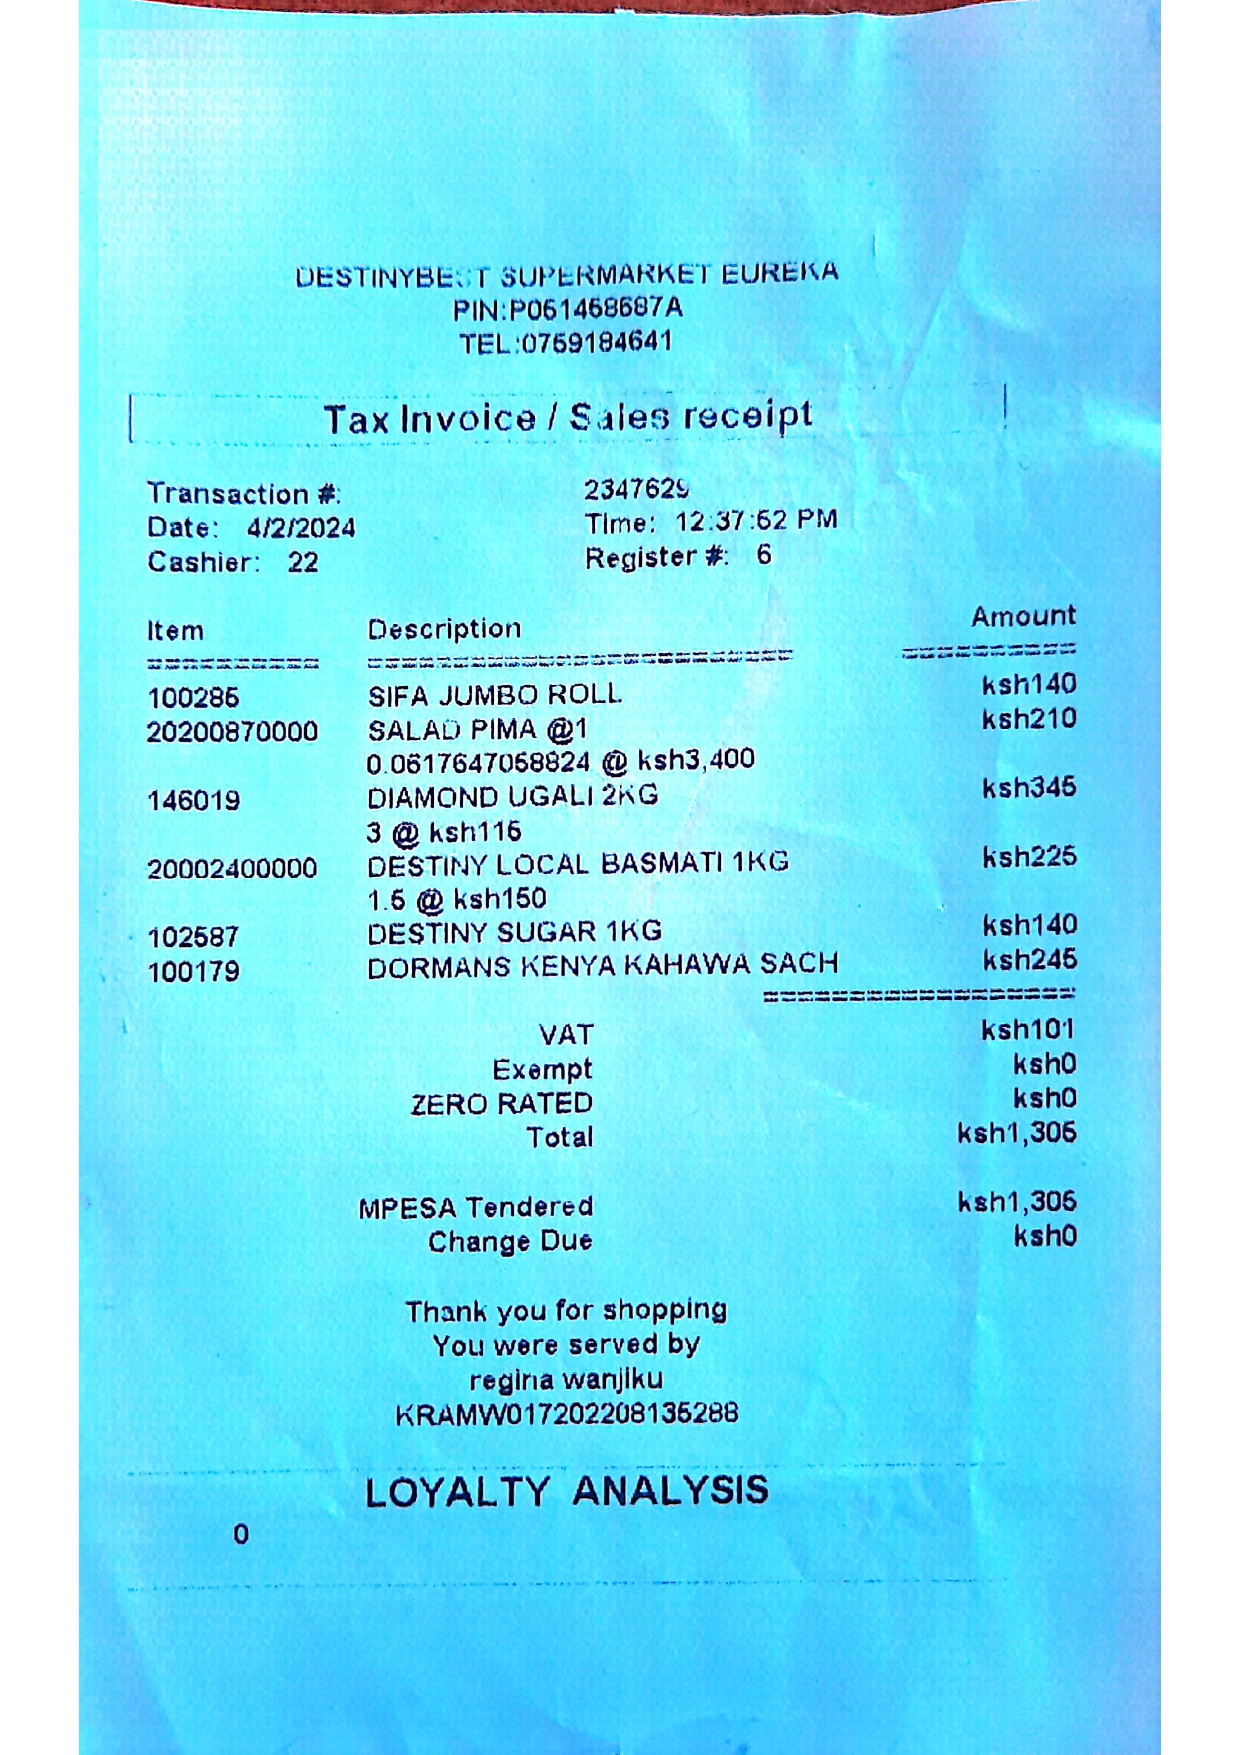 DESTINYBEST SUPERMARKET EUREKA
PIN:P051458587A
TEL:0759184641
Tax Invoice / Sales receipt
Transaction #: 2347629
Date: 4/2/2024 Time: 12:37:52 PM
Cashier: 22 Register #: 6
Item Description Amount
========== ========================= ==========
100285 SIFA JUMBO ROLL ksh140
20200870000 SALAD PIMA @1 ksh210
0.0617647058824 @ ksh3,400
146019 DIAMOND UGALI 2KG ksh345
3 @ ksh115
20002400000 DESTINY LOCAL BASMATI 1KG ksh225
1.5 @ ksh150
102587 DESTINY SUGAR 1KG ksh140
100179 DORMANS KENYA KAHAWA SACH ksh245
==================
VAT ksh101
Exempt ksh0
ZERO RATED ksh0
Total ksh1,305
MPESA Tendered ksh1,305
Change Due ksh0
Thank you for shopping
You were served by
regina wanjiku
KRAMW017202208135288
LOYALTY ANALYSIS
0